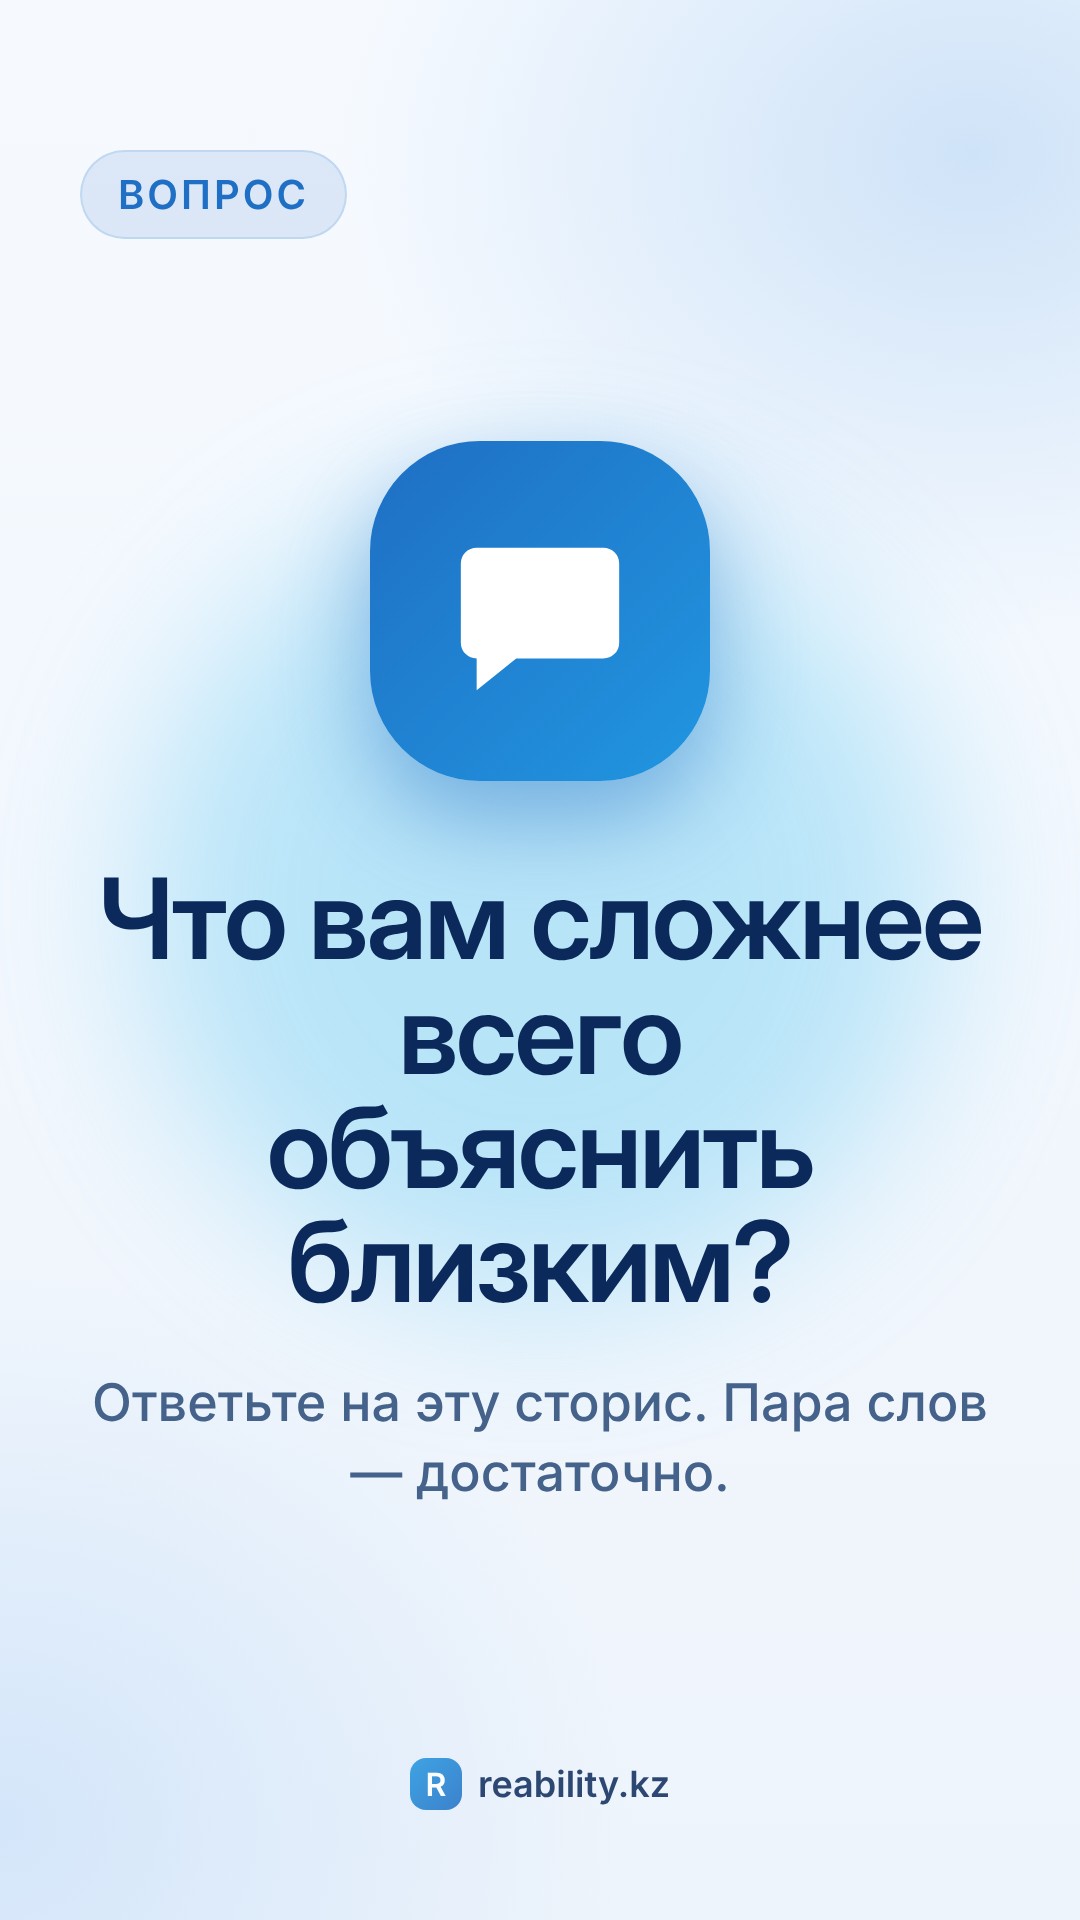 ВОПРОС
Что вам сложнее
всего
объяснить
близким?
Ответьте на эту сторис. Пара слов
— достаточно.
R reability.kz